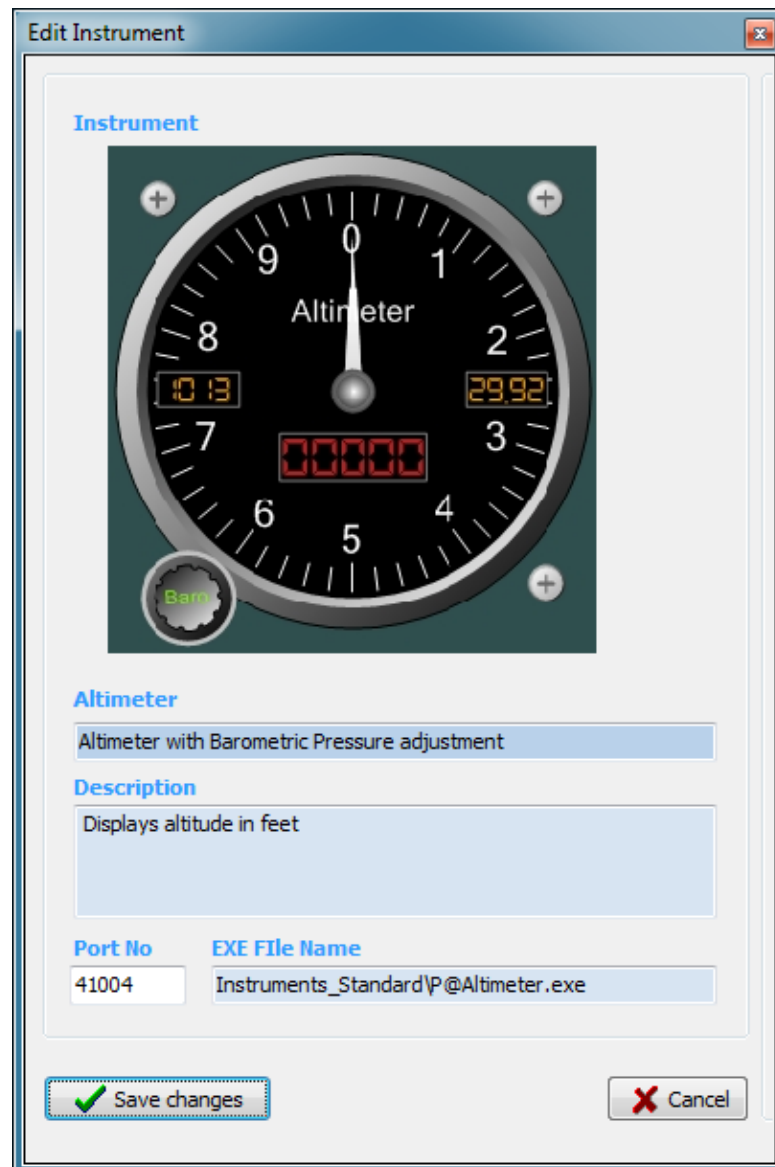 Edit Instrument
Instrument
0
1
2
3
4
5
6
7
8
9
Altimeter
1013
29.92
00000
Baro
Altimeter
Altimeter with Barometric Pressure adjustment
Description
Displays altitude in feet
Port No
EXE FIle Name
41004
Instruments_Standard\P@Altimeter.exe
Save changes
Cancel